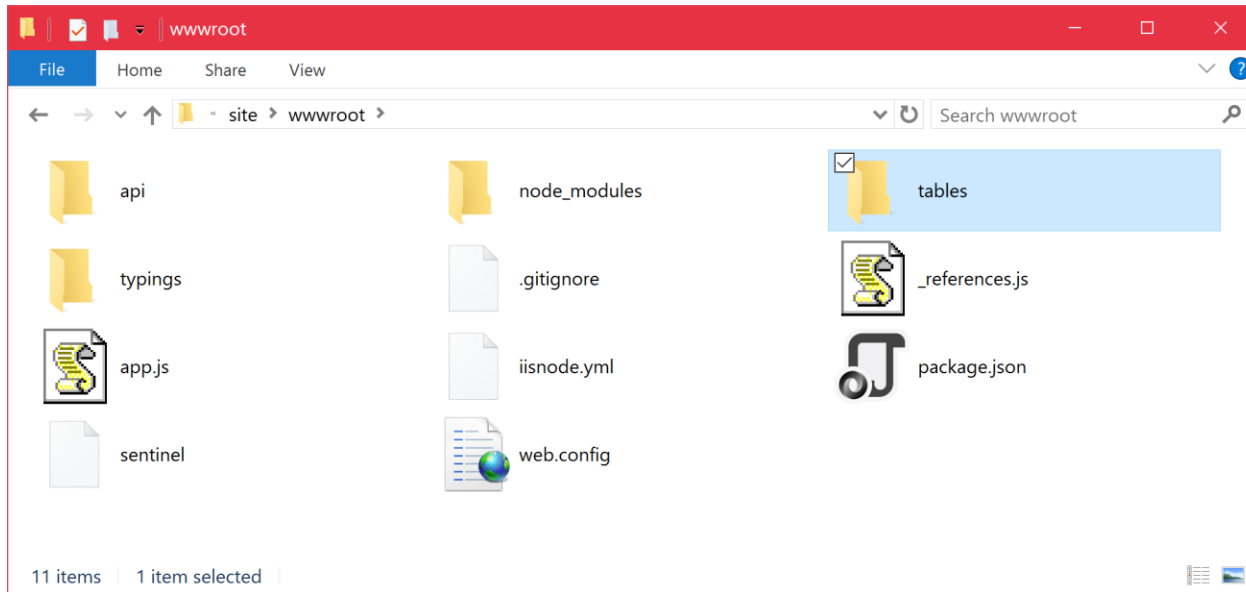 wwwroot
File Home Share View ?
« site > wwwroot > Search wwwroot
api node_modules tables
typings .gitignore _references.js
app.js iisnode.yml package.json
sentinel web.config
11 items 1 item selected